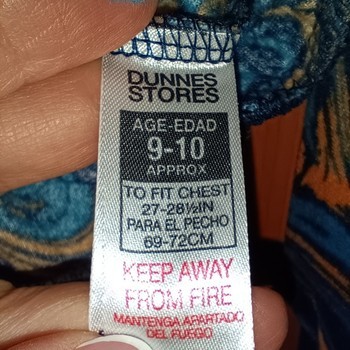 DUNNES
STORES
AGE-EDAD
9-10
APPROX
TO FIT CHEST
27-28½IN
PARA EL PECHO
69-72CM
KEEP AWAY
FROM FIRE
MANTENGA APARTADO
DEL FUEGO